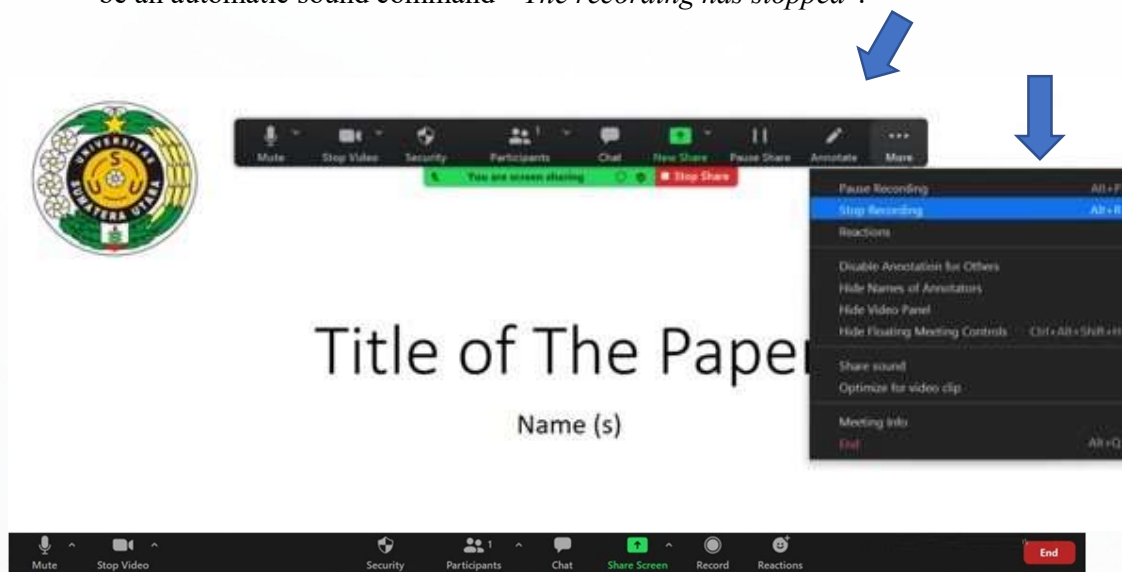 be an automatic sound command "The recording has stopped".
UNIVERSITAS
SUMATERA UTARA
Mute Stop Video Security Participants 1 Chat New Share Pause Share Annotate More
You are screen sharing Stop Share
Pause Recording Alt+P
Stop Recording Alt+R
Reactions
Disable Annotation for Others
Hide Names of Annotators
Hide Video Panel
Hide Floating Meeting Controls Ctrl+Alt+Shift+H
Share sound
Optimize for video clip
Meeting Info
End Alt+Q
Title of The Paper
Name (s)
Mute Stop Video Security Participants 1 Chat Share Screen Record Reactions End